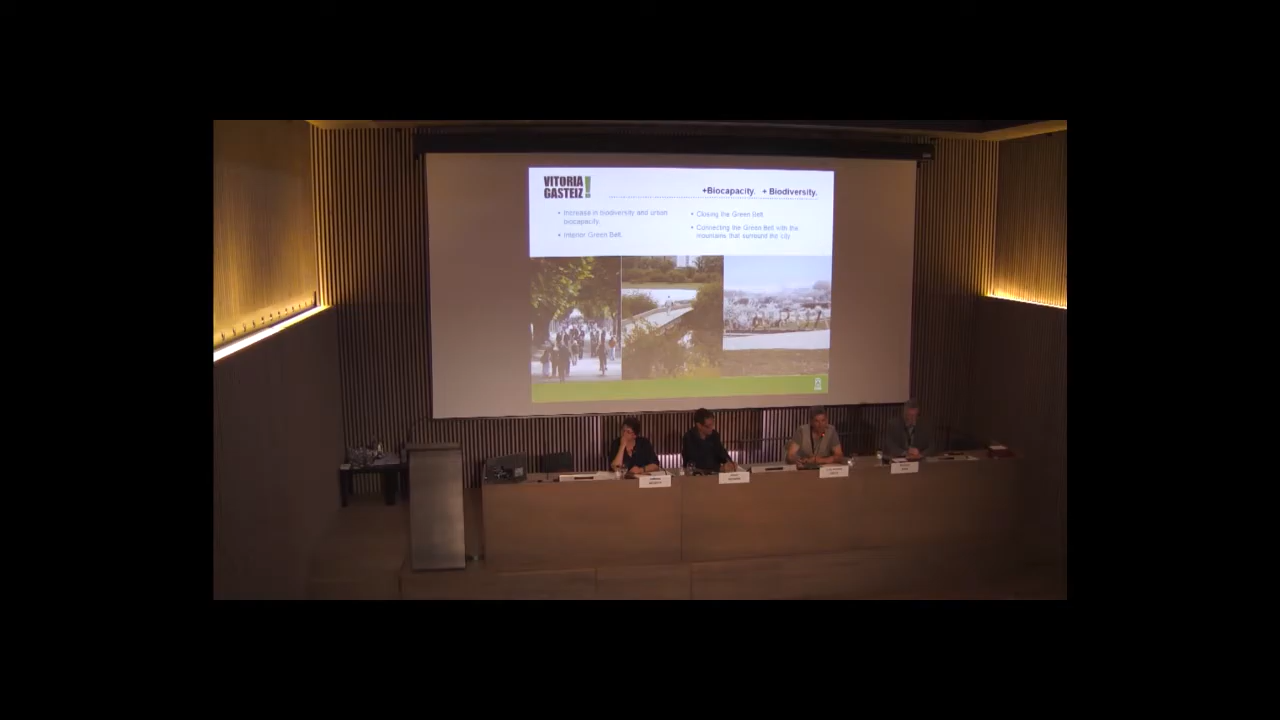 VITORIA
GASTEIZ!
+Biocapacity. + Biodiversity.
• Increase in biodiversity and urban
biocapacity.
• Interior Green Belt.
• Closing the Green Belt
• Connecting the Green Belt with the
mountains that surround the city